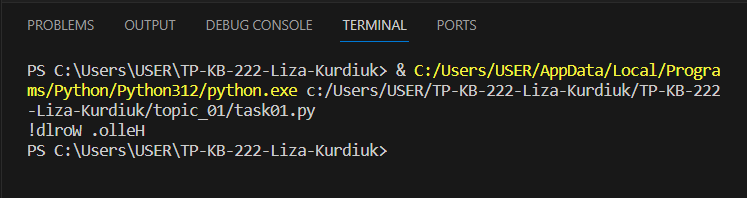 PROBLEMS OUTPUT DEBUG CONSOLE TERMINAL PORTS
PS C:\Users\USER\TP-KB-222-Liza-Kurdiuk> & C:/Users/USER/AppData/Local/Progra
ms/Python/Python312/python.exe c:/Users/USER/TP-KB-222-Liza-Kurdiuk/TP-KB-222
-Liza-Kurdiuk/topic_01/task01.py
!dlroW .olleH
PS C:\Users\USER\TP-KB-222-Liza-Kurdiuk>